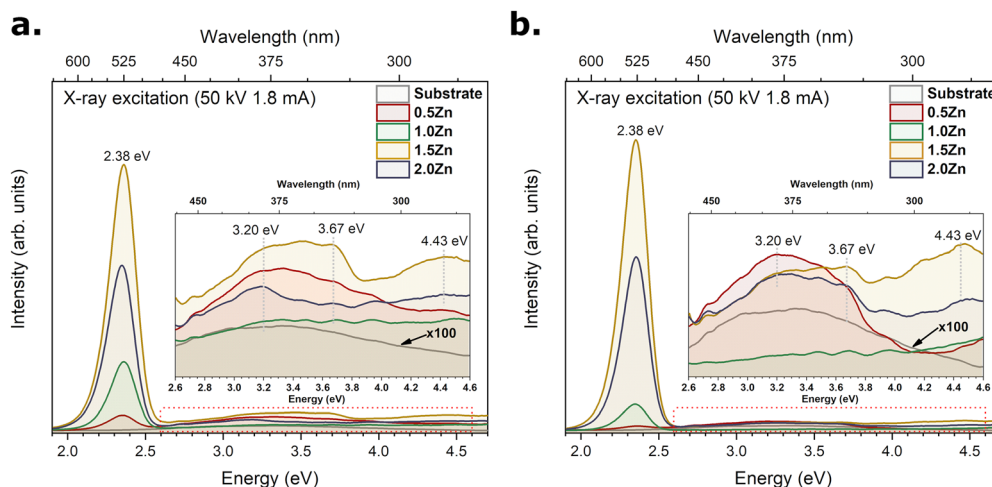 a.
Wavelength (nm)
600 525 450 375 300
X-ray excitation (50 kV 1.8 mA)
Substrate
0.5Zn
1.0Zn
1.5Zn
2.0Zn
2.38 eV
Wavelength (nm)
450 375 300
3.20 eV
3.67 eV
4.43 eV
x100
2.6 2.8 3.0 3.2 3.4 3.6 3.8 4.0 4.2 4.4 4.6
Energy (eV)
Intensity (arb. units)
2.0 2.5 3.0 3.5 4.0 4.5
Energy (eV)
b.
Wavelength (nm)
600 525 450 375 300
X-ray excitation (50 kV 1.8 mA)
Substrate
0.5Zn
1.0Zn
1.5Zn
2.0Zn
2.38 eV
Wavelength (nm)
450 375 300
3.20 eV
3.67 eV
4.43 eV
x100
2.6 2.8 3.0 3.2 3.4 3.6 3.8 4.0 4.2 4.4 4.6
Energy (eV)
Intensity (arb. units)
2.0 2.5 3.0 3.5 4.0 4.5
Energy (eV)